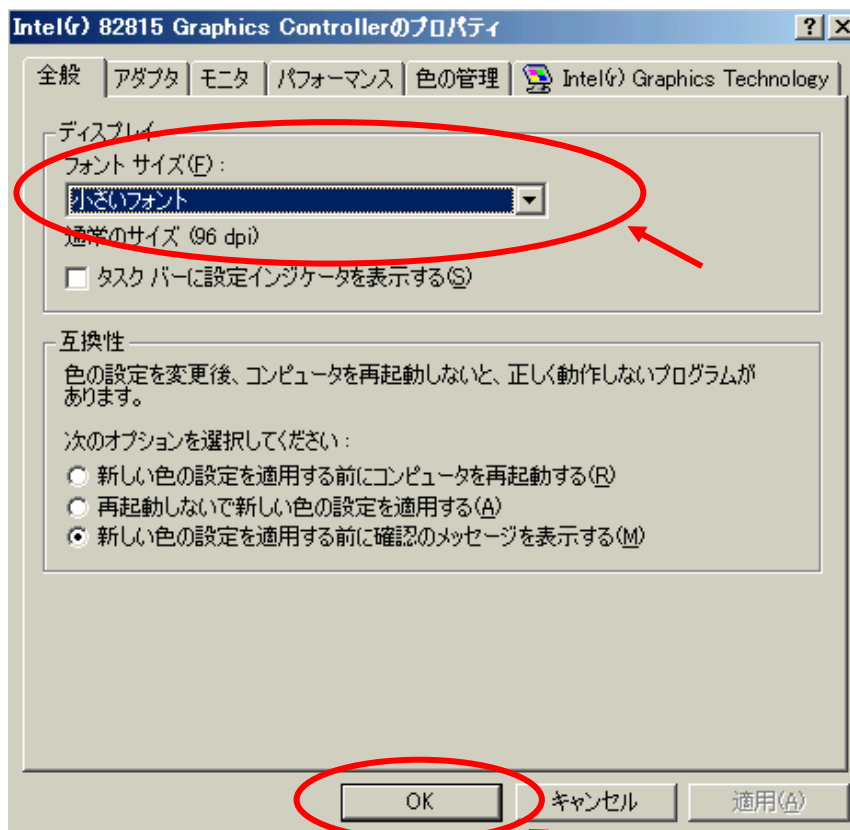 Intel(r) 82815 Graphics Controllerのプロパティ
全般 アダプタ モニタ パフォーマンス 色の管理 Intel(r) Graphics Technology
ディスプレイ
フォント サイズ(F) :
小さいフォント
通常のサイズ (96 dpi)
タスク バーに設定インジケータを表示する(S)
互換性
色の設定を変更後、コンピュータを再起動しないと、正しく動作しないプログラムが
あります。
次のオプションを選択してください :
新しい色の設定を適用する前にコンピュータを再起動する(R)
再起動しないで新しい色の設定を適用する(A)
新しい色の設定を適用する前に確認のメッセージを表示する(M)
OK キャンセル 適用(A)